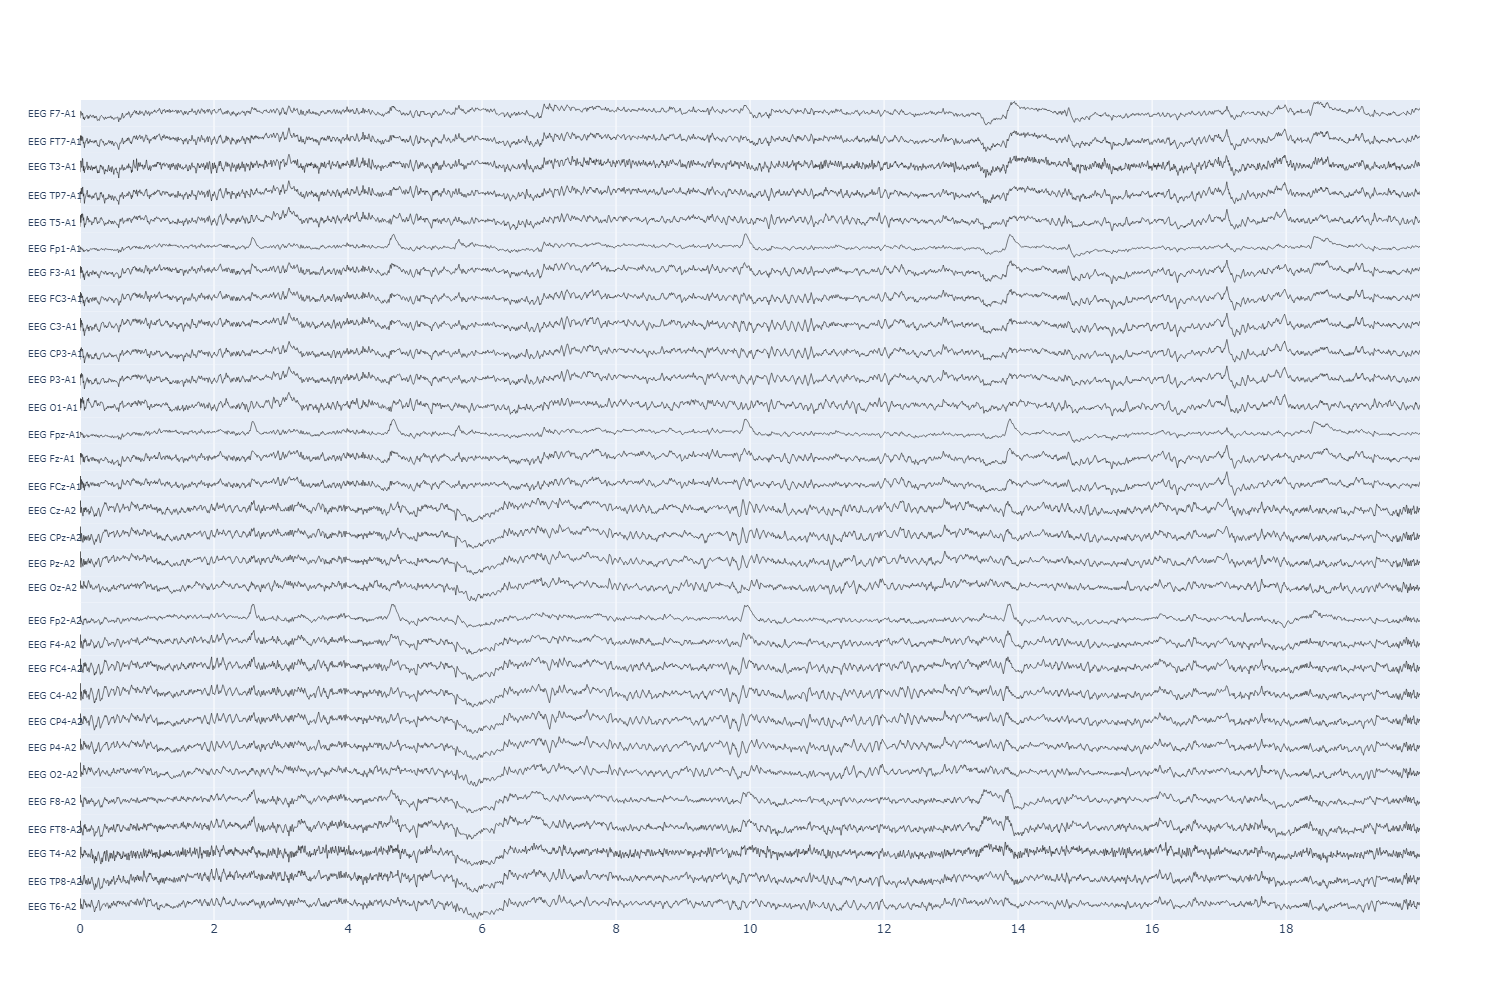 EEG F7-A1
EEG FT7-A1
EEG T3-A1
EEG TP7-A1
EEG T5-A1
EEG Fp1-A1
EEG F3-A1
EEG FC3-A1
EEG C3-A1
EEG CP3-A1
EEG P3-A1
EEG O1-A1
EEG Fpz-A1
EEG Fz-A1
EEG FCz-A1
EEG Cz-A2
EEG CPz-A2
EEG Pz-A2
EEG Oz-A2
EEG Fp2-A2
EEG F4-A2
EEG FC4-A2
EEG C4-A2
EEG CP4-A2
EEG P4-A2
EEG O2-A2
EEG F8-A2
EEG FT8-A2
EEG T4-A2
EEG TP8-A2
EEG T6-A2
0 2 4 6 8 10 12 14 16 18